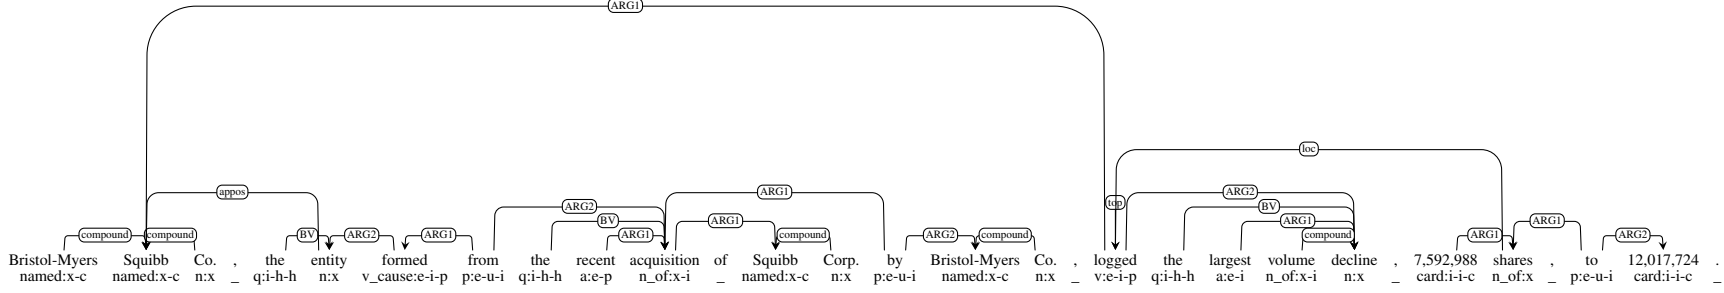 ARG1
loc
appos ARG1 ARG2
top
ARG2 BV
BV ARG1 ARG1 ARG1
compound compound BV ARG2 ARG1 ARG1 compound ARG2 compound compound ARG1 ARG2
Bristol-Myers Squibb Co. , the entity formed from the recent acquisition of Squibb Corp. by Bristol-Myers Co. , logged the largest volume decline , 7,592,988 shares , to 12,017,724 .
named:x-c named:x-c n:x _ q:i-h-h n:x v_cause:e-i-p p:e-u-i q:i-h-h a:e-p n_of:x-i _ named:x-c n:x p:e-u-i named:x-c n:x _ v:e-i-p q:i-h-h a:e-i n_of:x-i n:x _ card:i-i-c n_of:x _ p:e-u-i card:i-i-c _